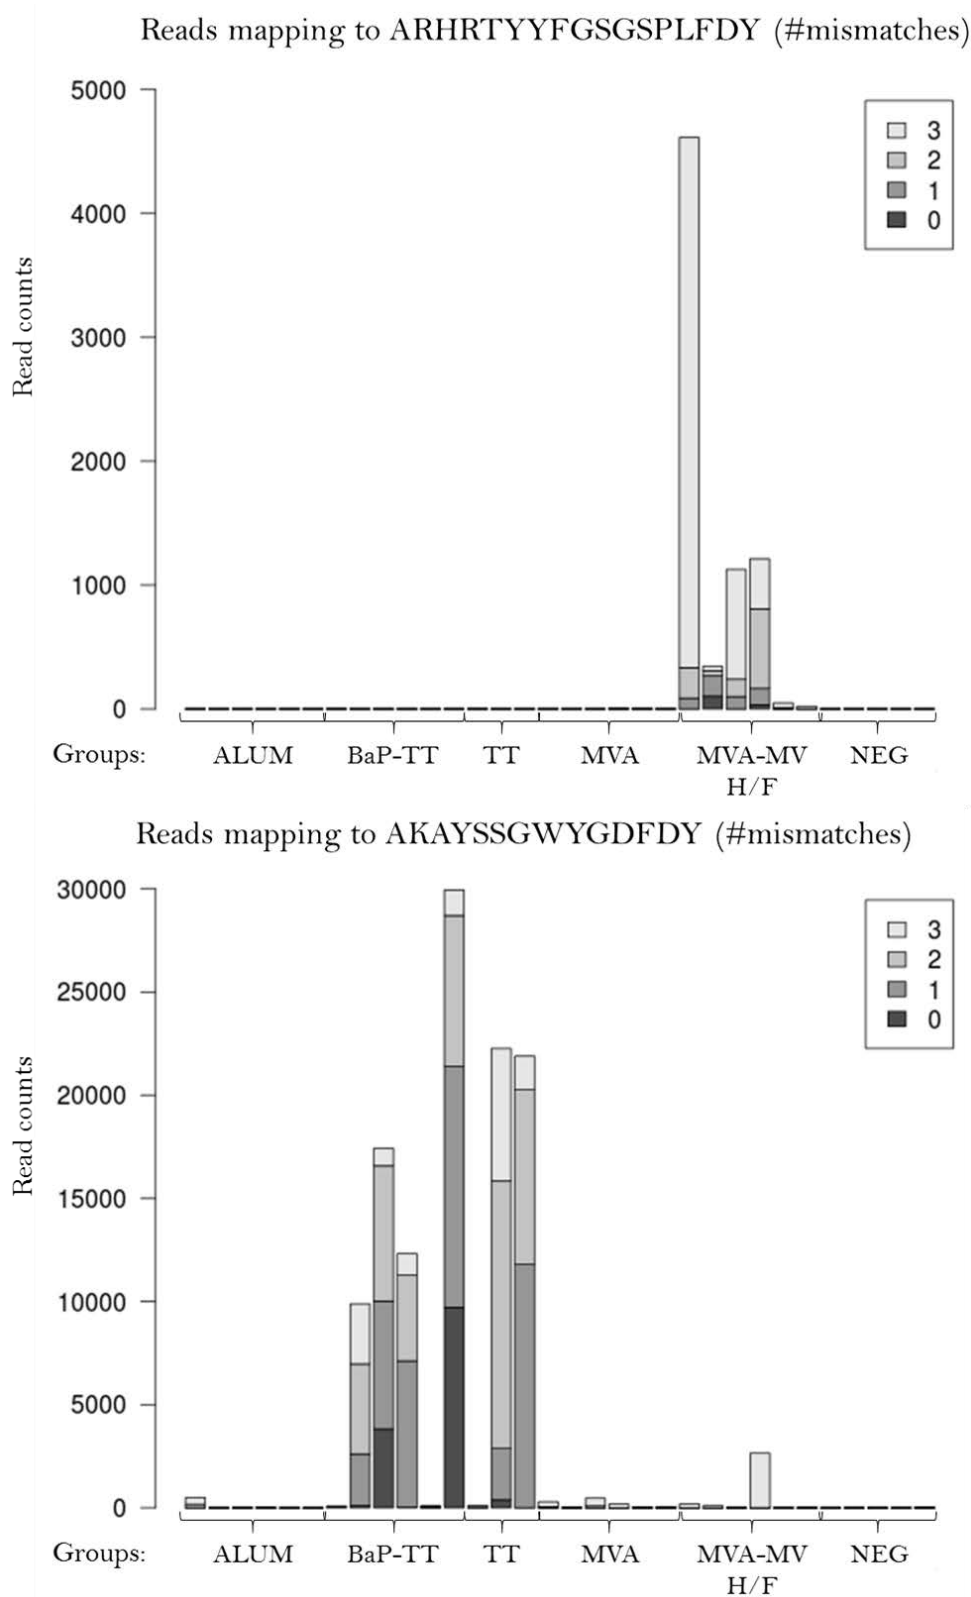 Reads mapping to ARHRTYYFGSGSPLFDY (#mismatches)
5000
4000
3000
2000
1000
0
Read counts
3
2
1
0
Groups: ALUM BaP-TT TT MVA MVA-MV NEG
H/F
Reads mapping to AKAYSSGWYGDFDY (#mismatches)
30000
25000
20000
15000
10000
5000
0
Read counts
3
2
1
0
Groups: ALUM BaP-TT TT MVA MVA-MV NEG
H/F